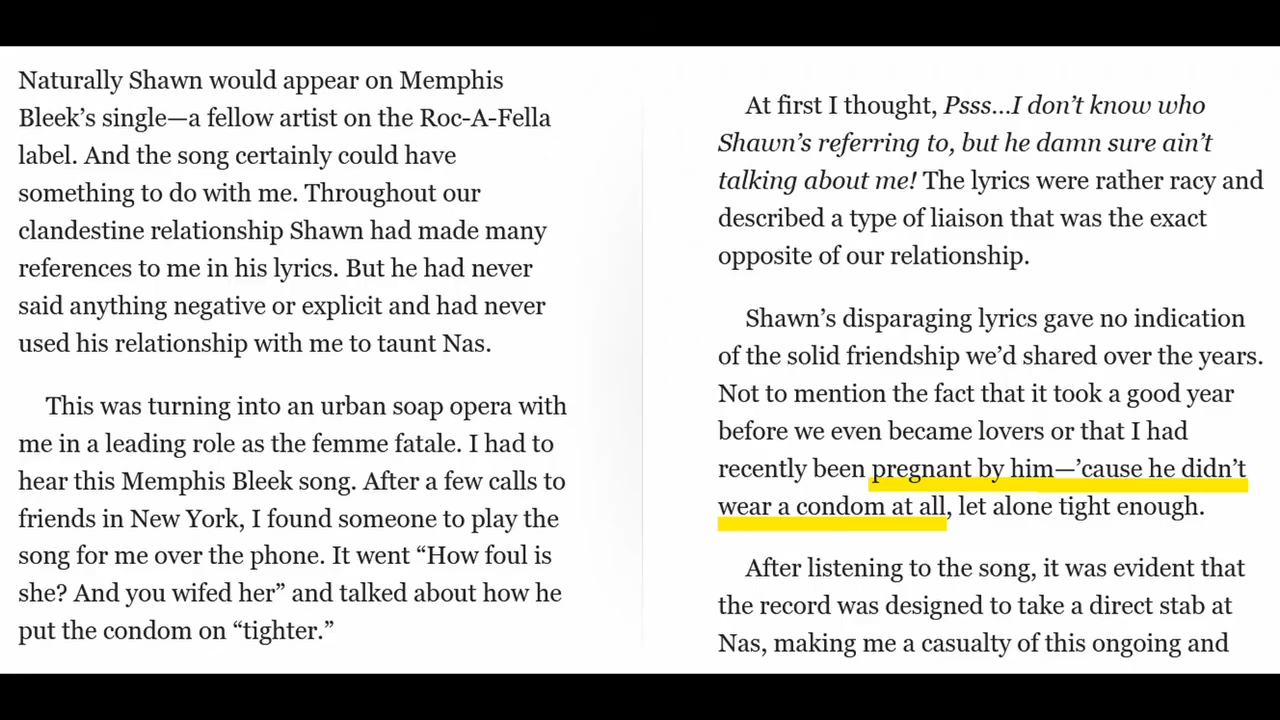 Naturally Shawn would appear on Memphis
Bleek’s single—a fellow artist on the Roc-A-Fella
label. And the song certainly could have
something to do with me. Throughout our
clandestine relationship Shawn had made many
references to me in his lyrics. But he had never
said anything negative or explicit and had never
used his relationship with me to taunt Nas.
This was turning into an urban soap opera with
me in a leading role as the femme fatale. I had to
hear this Memphis Bleek song. After a few calls to
friends in New York, I found someone to play the
song for me over the phone. It went “How foul is
she? And you wifed her” and talked about how he
put the condom on “tighter.”
At first I thought, Psss...I don’t know who
Shawn’s referring to, but he damn sure ain’t
talking about me! The lyrics were rather racy and
described a type of liaison that was the exact
opposite of our relationship.
Shawn’s disparaging lyrics gave no indication
of the solid friendship we’d shared over the years.
Not to mention the fact that it took a good year
before we even became lovers or that I had
recently been pregnant by him—’cause he didn’t
wear a condom at all, let alone tight enough.
After listening to the song, it was evident that
the record was designed to take a direct stab at
Nas, making me a casualty of this ongoing and